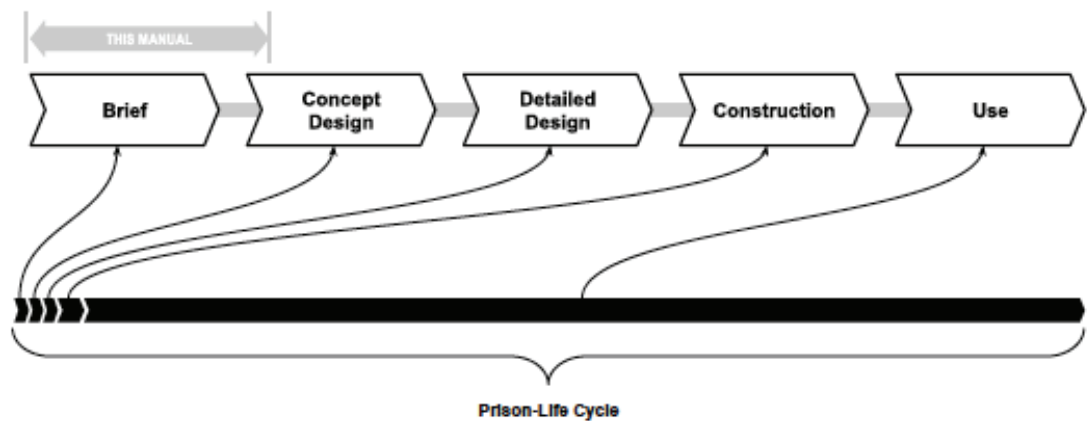 THIS MANUAL
Brief
Concept
Design
Detailed
Design
Construction
Use
Prison-Life Cycle